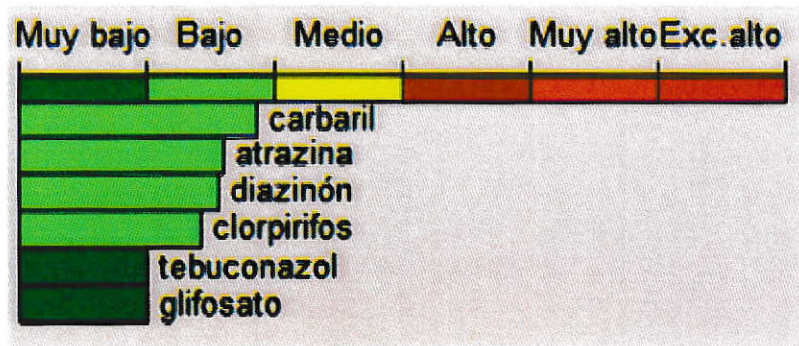 Muy bajo Bajo Medio Alto Muy alto Exc.alto
carbaril
atrazina
diazinón
clorpirifos
tebuconazol
glifosato